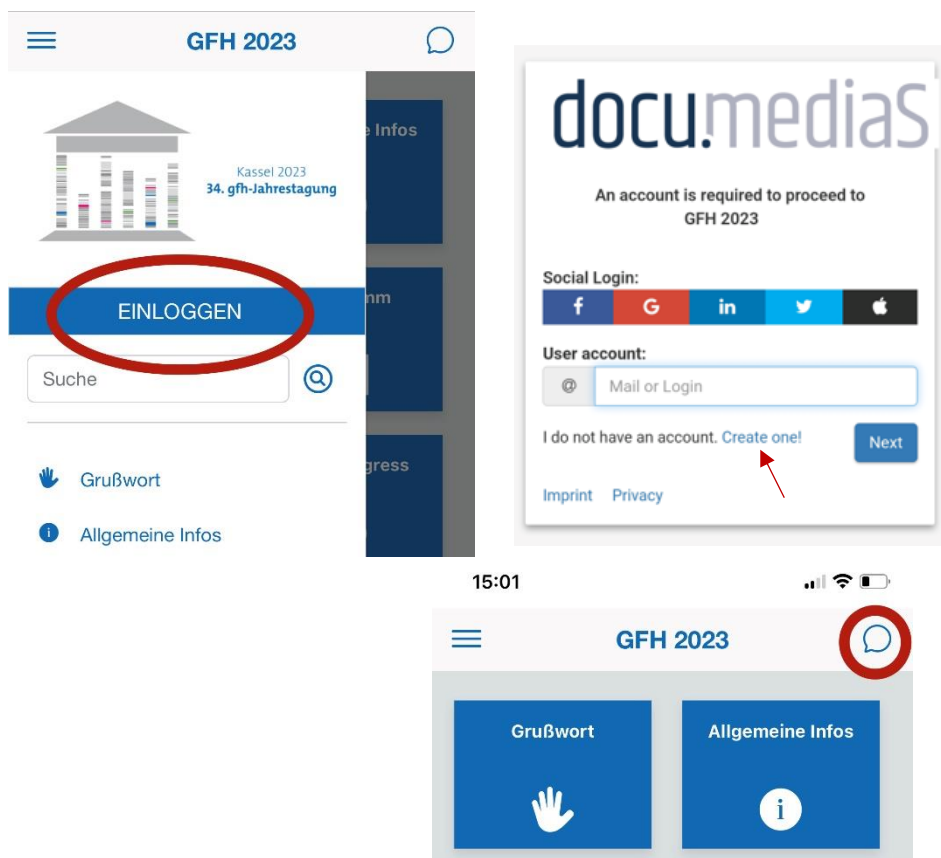 GFH 2023
e Infos
Kassel 2023
34. gfh-Jahrestagung
EINLOGGEN
mm
Suche
gress
Grußwort
i
Allgemeine Infos
docu.mediaS
An account is required to proceed to
GFH 2023
Social Login:
f G in
User account:
@ Mail or Login
I do not have an account. Create one! Next
Imprint Privacy
15:01
GFH 2023
Grußwort Allgemeine Infos
i